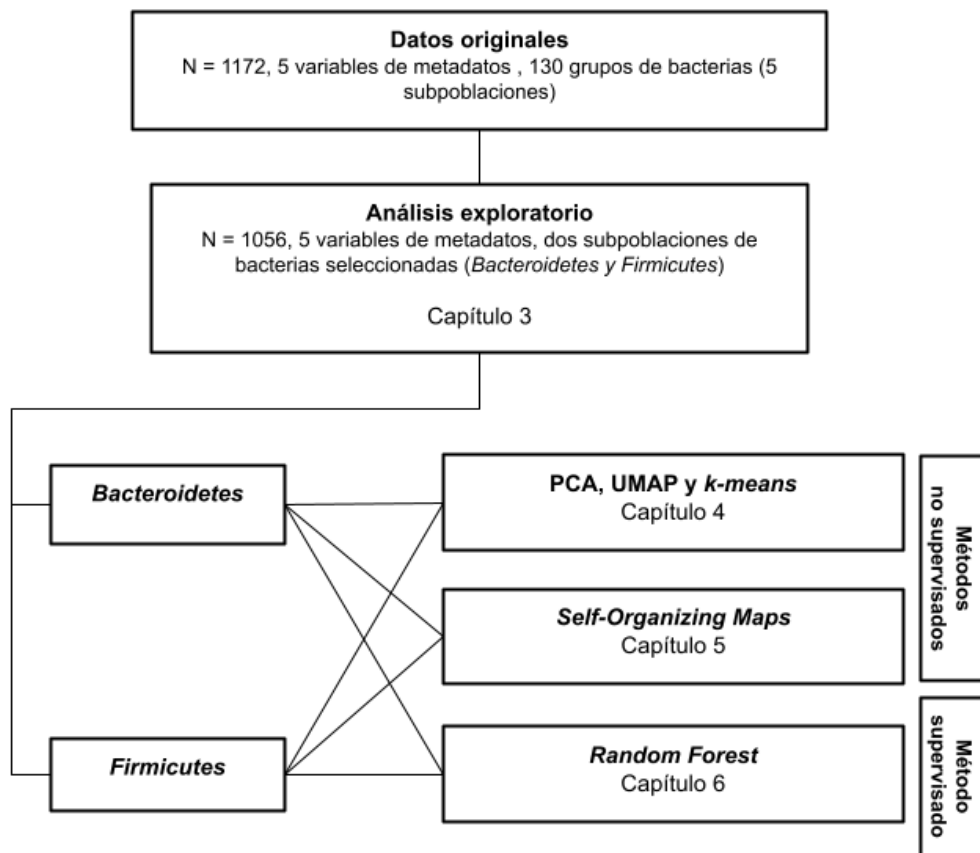 Datos originales
N = 1172, 5 variables de metadatos , 130 grupos de bacterias (5
subpoblaciones)
Análisis exploratorio
N = 1056, 5 variables de metadatos, dos subpoblaciones de
bacterias seleccionadas (Bacteroidetes y Firmicutes)
Capítulo 3
Bacteroidetes
PCA, UMAP y k-means
Capítulo 4
Métodos
no supervisados
Self-Organizing Maps
Capítulo 5
Firmicutes
Random Forest
Capítulo 6
Método
supervisado